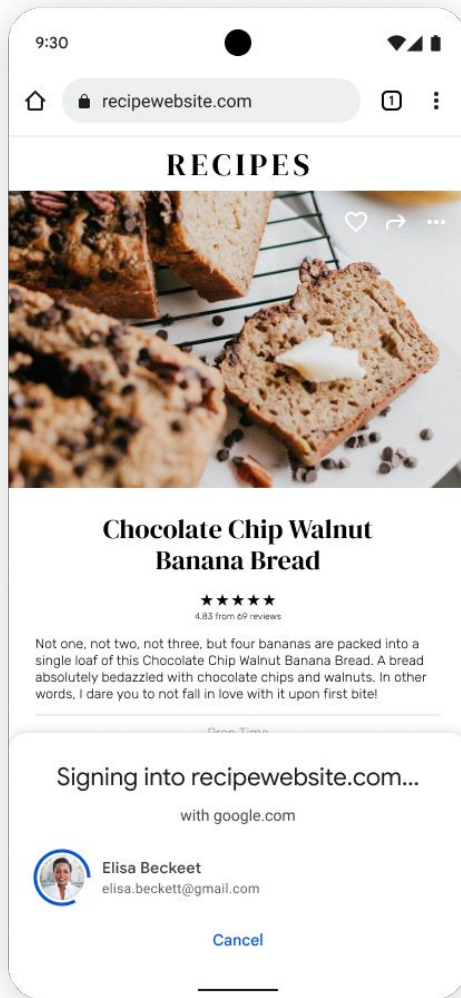 9:30
recipewebsite.com
1
RECIPES
Chocolate Chip Walnut
Banana Bread
4.83 from 69 reviews
Not one, not two, not three, but four bananas are packed into a
single loaf of this Chocolate Chip Walnut Banana Bread. A bread
absolutely bedazzled with chocolate chips and walnuts. In other
words, I dare you to not fall in love with it upon first bite!
Prep Time
Signing into recipewebsite.com...
with google.com
Elisa Beckeet
elisa.beckett@gmail.com
Cancel